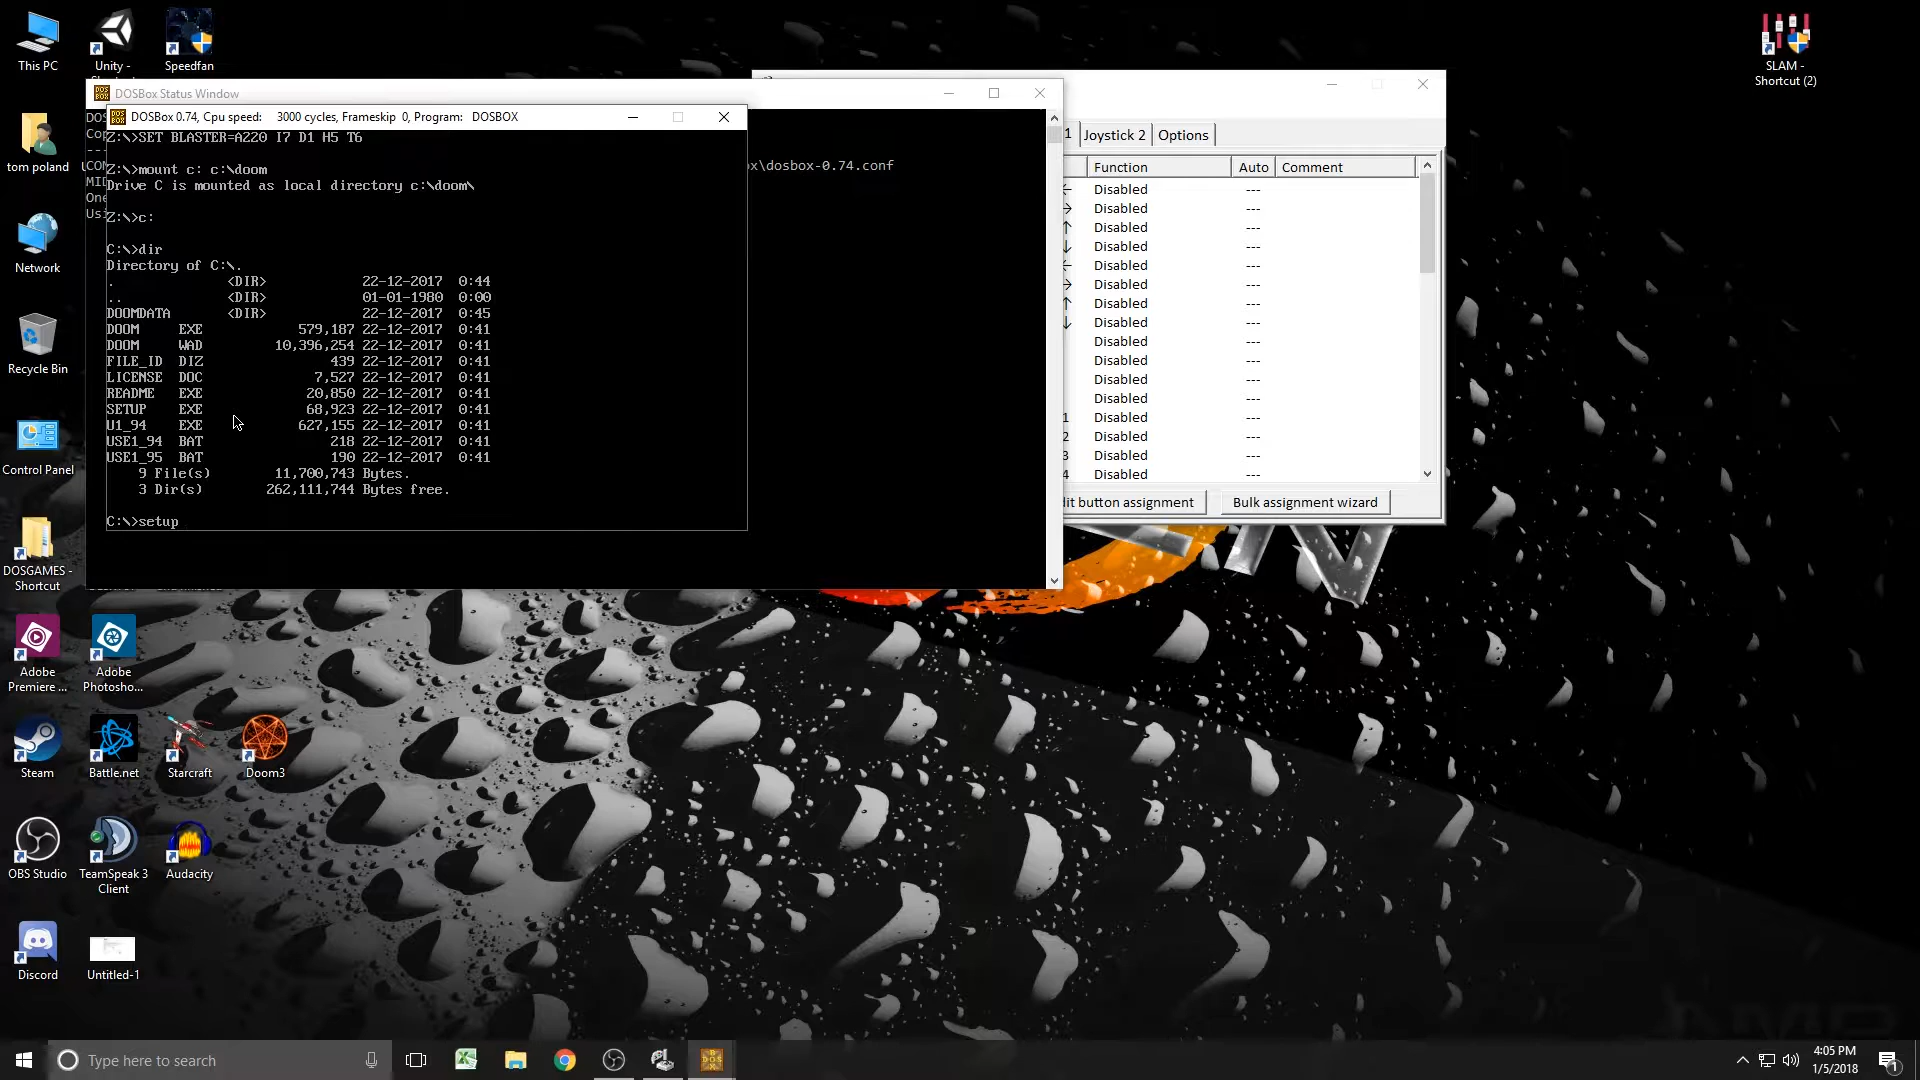 This PC
Unity -
Speedfan
SLAM -
Shortcut (2)
tom poland
Network
Recycle Bin
Control Panel
DOSGAMES -
Shortcut
Adobe
Premiere ...
Adobe
Photosho...
Steam
Battle.net
Starcraft
Doom3
OBS Studio
TeamSpeak 3
Client
Audacity
Discord
Untitled-1
DOSBox Status Window
x\dosbox-0.74.conf
DOSBox 0.74, Cpu speed: 3000 cycles, Frameskip 0, Program: DOSBOX
Z:\>SET BLASTER=A220 I7 D1 H5 T6
Z:\>mount c: c:\doom
Drive C is mounted as local directory c:\doom\
Z:\>c:
C:\>dir
Directory of C:\.
. <DIR> 22-12-2017 0:44
.. <DIR> 01-01-1980 0:00
DOOMDATA <DIR> 22-12-2017 0:45
DOOM EXE 579,187 22-12-2017 0:41
DOOM WAD 10,396,254 22-12-2017 0:41
FILE_ID DIZ 439 22-12-2017 0:41
LICENSE DOC 7,527 22-12-2017 0:41
README EXE 20,850 22-12-2017 0:41
SETUP EXE 68,923 22-12-2017 0:41
U1_94 EXE 627,155 22-12-2017 0:41
USE1_94 BAT 218 22-12-2017 0:41
USE1_95 BAT 190 22-12-2017 0:41
9 File(s) 11,700,743 Bytes.
3 Dir(s) 262,111,744 Bytes free.
C:\>setup
1 Joystick 2 Options
Function Auto Comment
← Disabled ---
→ Disabled ---
↑ Disabled ---
↓ Disabled ---
← Disabled ---
→ Disabled ---
↑ Disabled ---
↓ Disabled ---
Disabled ---
Disabled ---
Disabled ---
Disabled ---
1 Disabled ---
2 Disabled ---
3 Disabled ---
4 Disabled ---
dit button assignment
Bulk assignment wizard
Type here to search
4:05 PM
1/5/2018
1